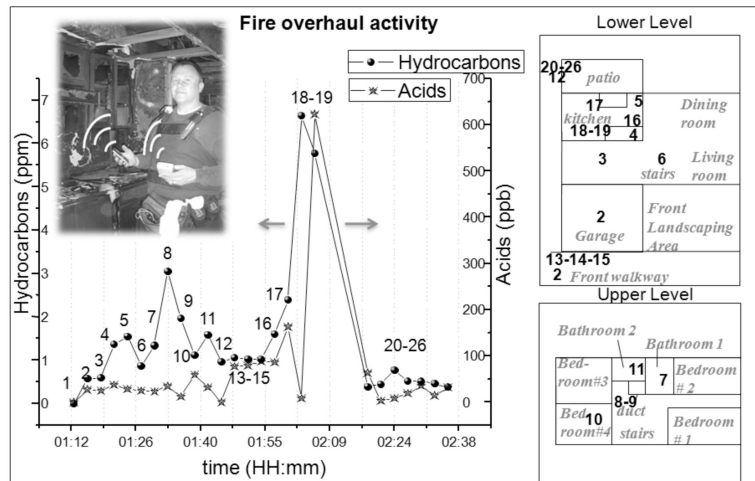 Fire overhaul activity
Hydrocarbons
Acids
Hydrocarbons (ppm)
7
6
5
4
3
2
1
0
Acids (ppb)
700
600
500
400
300
200
100
0
18-19
8
9
7
5
4
6
10
11
12
13-15
16
17
20-26
1
2
3
01:12
01:26
01:40
01:55
02:09
02:24
02:38
time (HH:mm)
Lower Level
20-26
12
patio
17
5
kitchen
16
18-19
4
Dining
room
3
6
stairs
Living
room
2
Garage
Front
Landscaping
Area
13-14-15
2
Front walkway
Upper Level
Bathroom 2
Bathroom 1
Bed-
room#3
11
7
Bedroom
#2
8-9
10
Bed
room#4
duct
stairs
Bedroom
#1